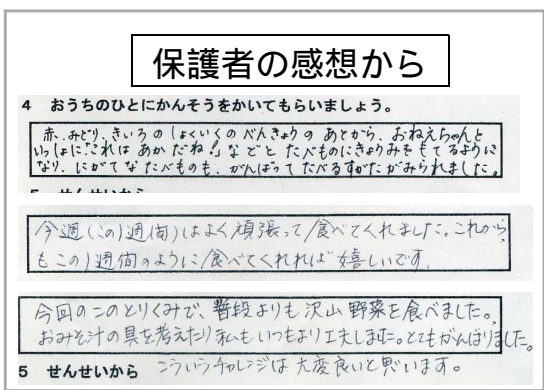 保護者の感想から
4 おうちのひとにかんそうをかいてもらいましょう。
赤、みどり、きいろの しょくいくの べんきょうの あとから、おねえちゃんと
いっしょに「これは あかだね!」などと たべものにきょうみをもてるように
なり、にがてな たべものも、がんばって たべるすがたがみられました。
今週(この1週間)はよく頑張って食べてくれました。これから
もこの1週間のように食べてくれれば嬉しいです。
今回のこのとりくみで、普段よりも沢山野菜を食べました。
おみそ汁の具を考えたり私もいつもより工夫しました。とてもがんばりました。
こういうチャレンジは大変良いと思います。
5 せんせいから